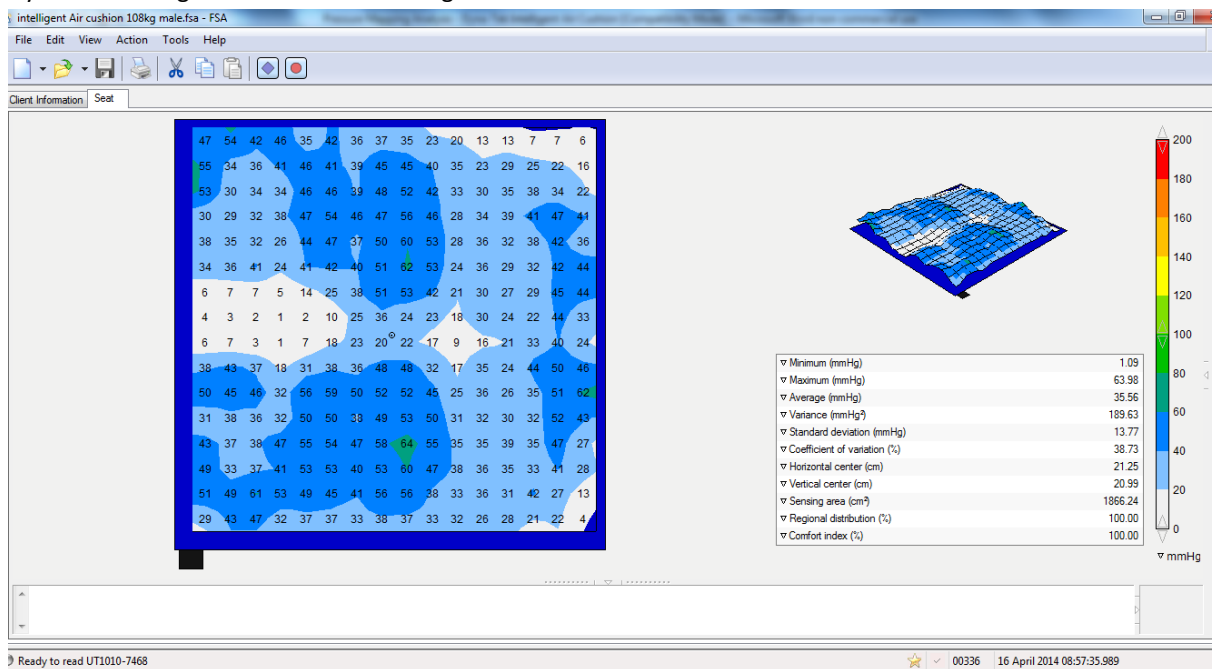 intelligent Air cushion 108kg male.fsa - FSA
File Edit View Action Tools Help
Client Information Seat
47 54 42 46 35 42 36 37 35 23 20 13 13 7 7 6
55 34 36 41 46 41 39 45 45 40 35 23 29 25 22 16
53 30 34 34 46 46 39 48 52 42 33 30 35 38 34 22
30 29 32 38 47 54 46 47 56 46 28 34 39 41 47 41
38 35 32 26 44 47 37 50 60 53 28 36 32 38 42 36
34 36 41 24 41 42 40 51 62 53 24 36 29 32 42 44
6 7 7 5 14 25 38 51 53 42 21 30 27 29 45 44
4 3 2 1 2 10 25 36 24 23 18 30 24 22 44 33
6 7 3 1 7 18 23 20 22 17 9 16 21 33 40 24
38 43 37 18 31 38 36 48 48 32 17 35 24 44 50 46
50 45 46 32 56 59 50 52 52 45 25 36 26 35 51 62
31 38 36 32 50 50 38 49 53 50 31 32 30 32 52 43
43 37 38 47 55 54 47 58 64 55 35 35 39 35 47 27
49 33 37 41 53 53 40 53 60 47 38 36 35 33 41 28
51 49 61 53 49 45 41 56 56 38 33 36 31 42 27 13
29 43 47 32 37 37 33 38 37 33 32 26 28 21 22 4
Minimum (mmHg) 1.09
Maximum (mmHg) 63.98
Average (mmHg) 35.56
Variance (mmHg²) 189.63
Standard deviation (mmHg) 13.77
Coefficient of variation (%) 38.73
Horizontal center (cm) 21.25
Vertical center (cm) 20.99
Sensing area (cm²) 1866.24
Regional distribution (%) 100.00
Comfort index (%) 100.00
200
180
160
140
120
100
80
60
40
20
0
mmHg
Ready to read UT1010-7468
00336 16 April 2014 08:57:35.989